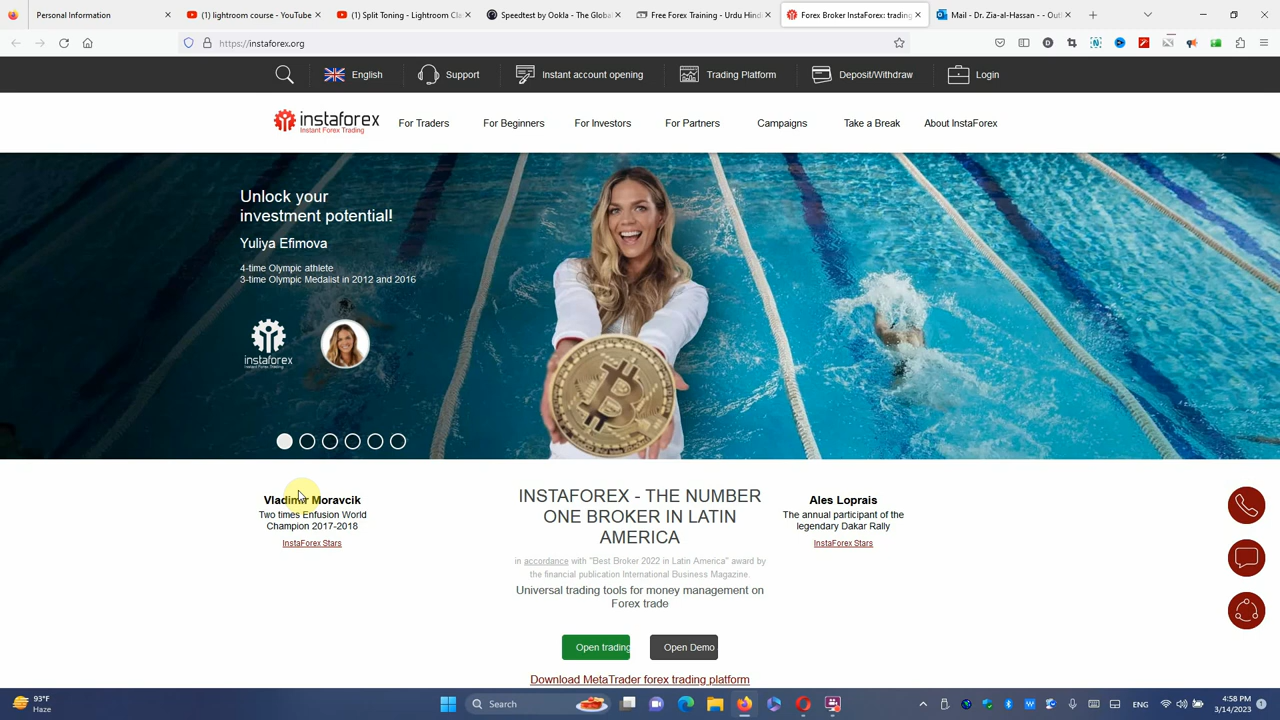 Personal Information
(1) lightroom course - YouTube
(1) Split Toning - Lightroom Cla
Speedtest by Ookla - The Global
Free Forex Training - Urdu Hind
Forex Broker InstaForex: trading
Mail - Dr. Zia-al-Hassan - - Outl
https://instaforex.org
English
Support
Instant account opening
Trading Platform
Deposit/Withdraw
Login
instaforex
Instant Forex Trading
For Traders
For Beginners
For Investors
For Partners
Campaigns
Take a Break
About InstaForex
Unlock your
investment potential!
Yuliya Efimova
4-time Olympic athlete
3-time Olympic Medalist in 2012 and 2016
instaforex
Instant Forex Trading
Vladimir Moravcik
Two times Enfusion World
Champion 2017-2018
InstaForex Stars
INSTAFOREX - THE NUMBER
ONE BROKER IN LATIN
AMERICA
in accordance with "Best Broker 2022 in Latin America" award by
the financial publication International Business Magazine.
Universal trading tools for money management on
Forex trade
Ales Loprais
The annual participant of the
legendary Dakar Rally
InstaForex Stars
Open trading
Open Demo
Download MetaTrader forex trading platform
93°F
Haze
Search
ENG
4:58 PM
3/14/2023